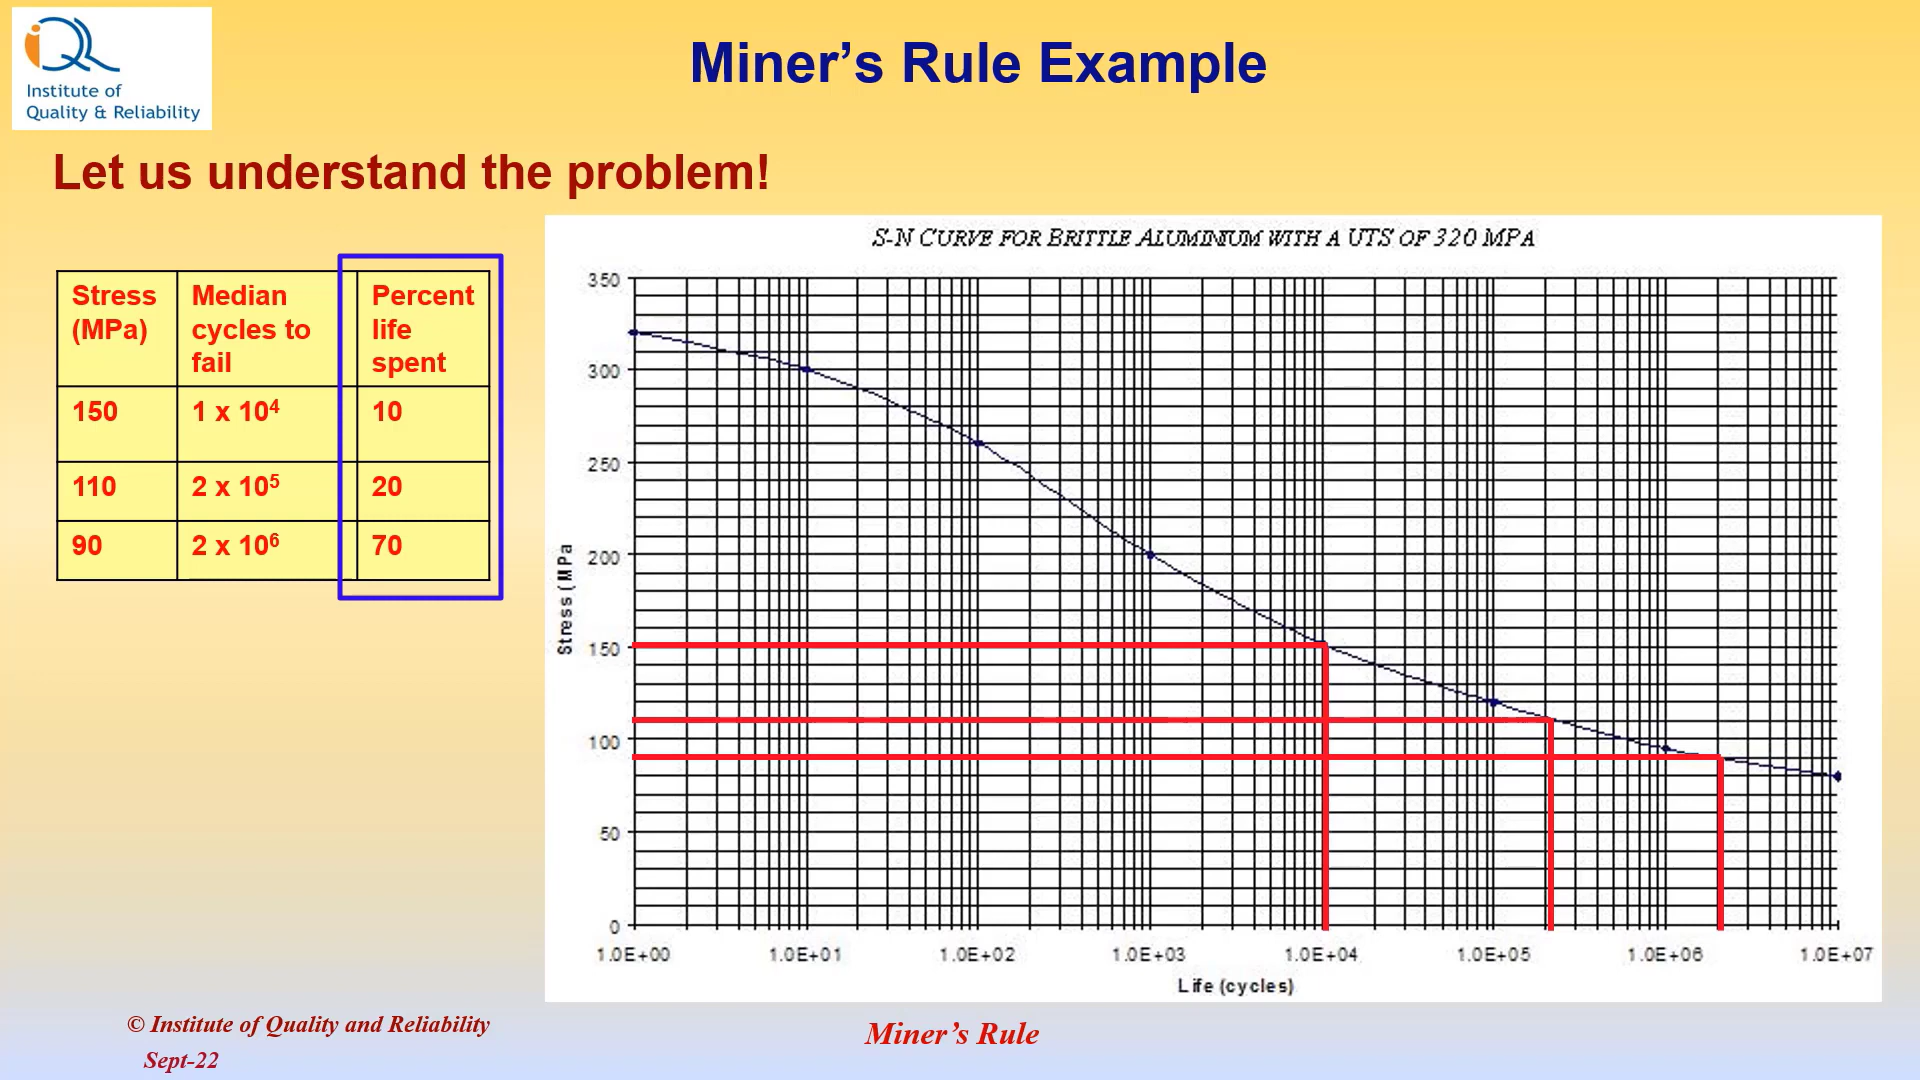 Institute of
Quality & Reliability
Miner’s Rule Example
Let us understand the problem!
Stress (MPa) Median cycles to fail Percent life spent
150 1 x 10⁴ 10
110 2 x 10⁵ 20
90 2 x 10⁶ 70
S-N CURVE FOR BRITTLE ALUMINIUM WITH A UTS OF 320 MPA
350
300
250
200
150
100
50
0
Stress (MPa
1.0E+00 1.0E+01 1.0E+02 1.0E+03 1.0E+04 1.0E+05 1.0E+06 1.0E+07
Life (cycles)
© Institute of Quality and Reliability
Sept-22
Miner’s Rule